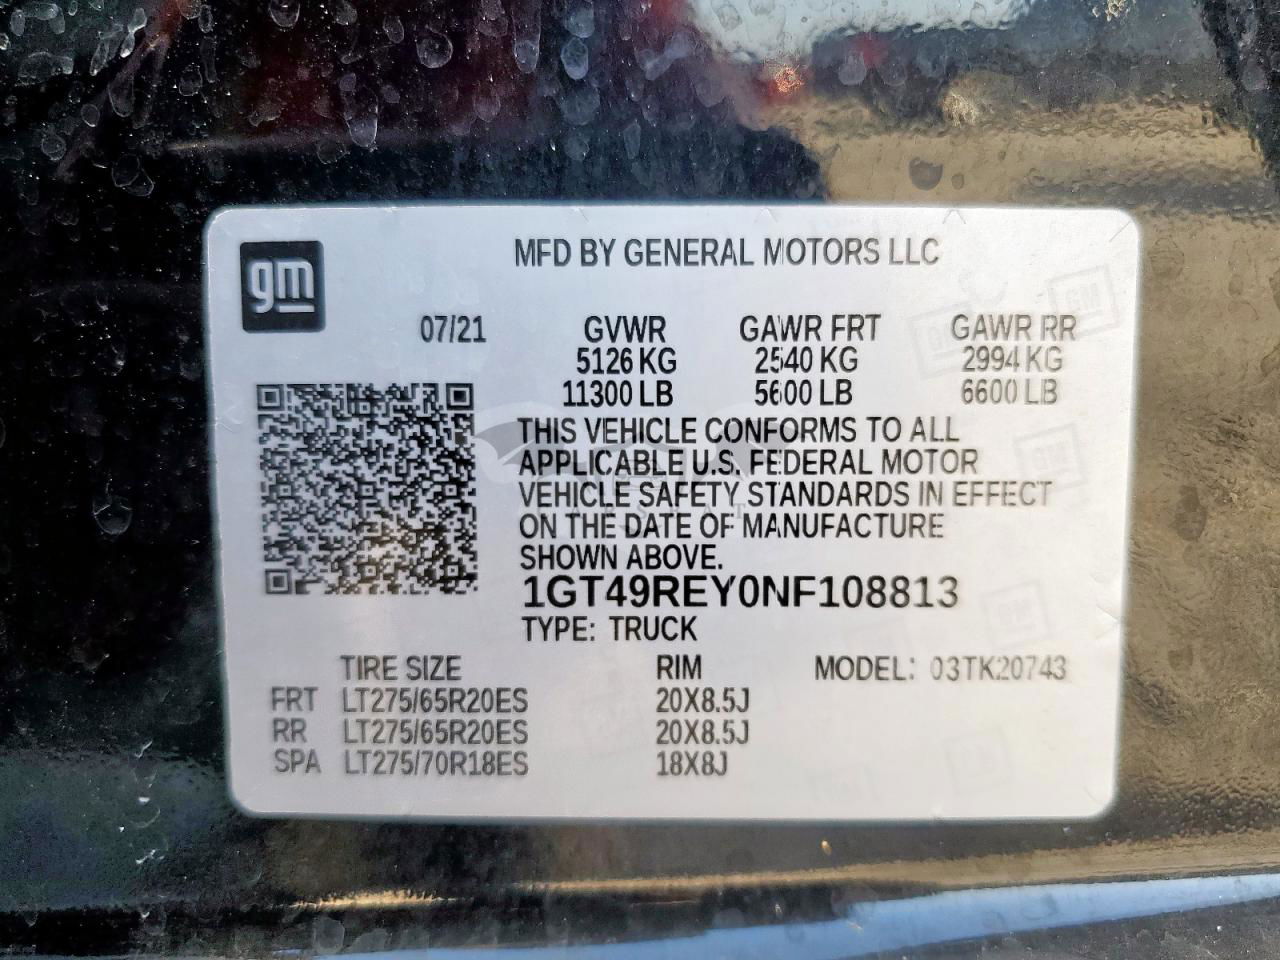 gm
MFD BY GENERAL MOTORS LLC
07/21 GVWR GAWR FRT GAWR RR
5126 KG 2540 KG 2994 KG
11300 LB 5600 LB 6600 LB
THIS VEHICLE CONFORMS TO ALL
APPLICABLE U.S. FEDERAL MOTOR
VEHICLE SAFETY STANDARDS IN EFFECT
ON THE DATE OF MANUFACTURE
SHOWN ABOVE.
1GT49REY0NF108813
TYPE: TRUCK
TIRE SIZE RIM MODEL: 03TK20743
FRT LT275/65R20ES 20X8.5J
RR LT275/65R20ES 20X8.5J
SPA LT275/70R18ES 18X8J